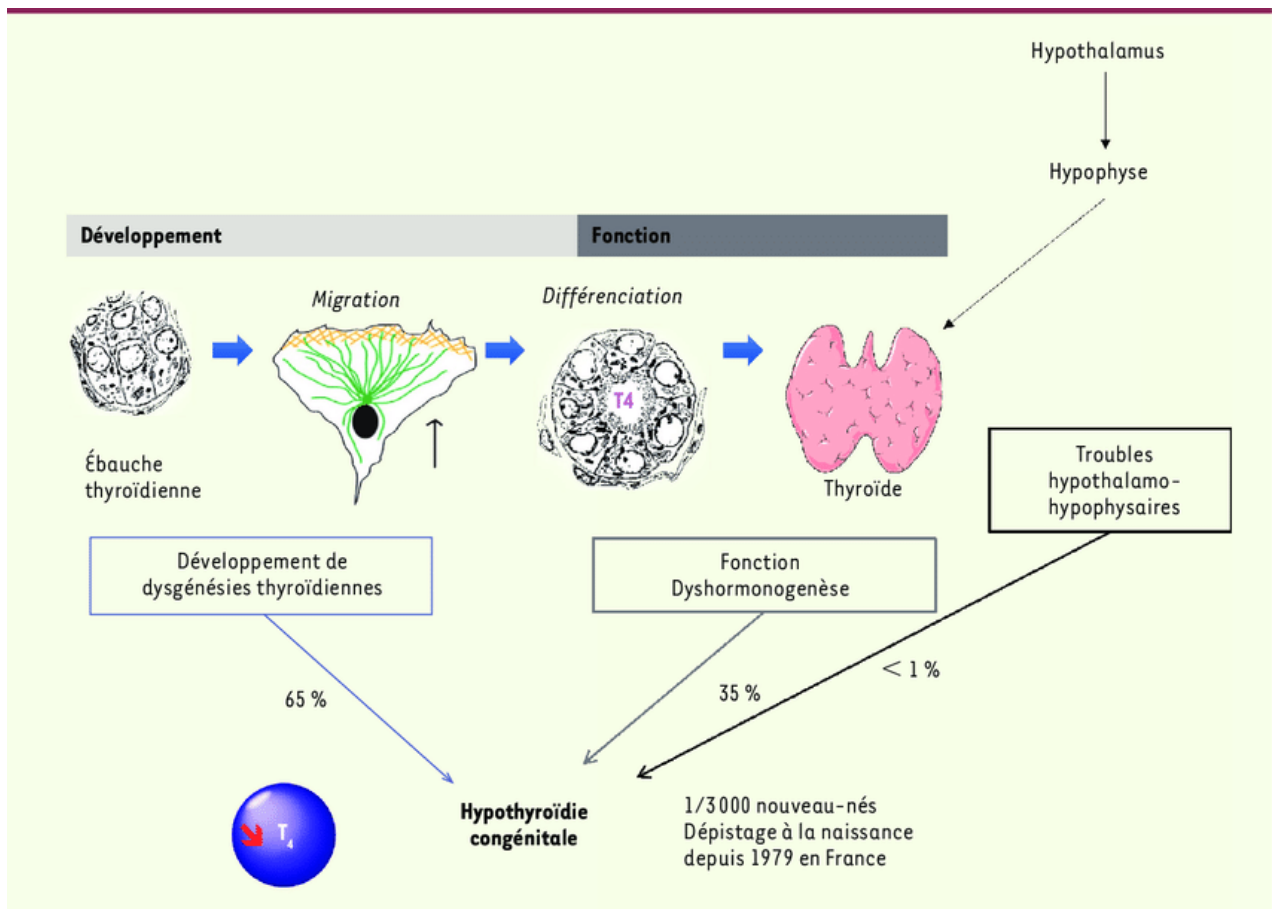 Hypothalamus
Hypophyse
Développement
Fonction
Migration
Différenciation
T4
Ébauche
thyroïdienne
Thyroïde
Troubles
hypothalamo-
hypophysaires
Développement de
dysgénésies thyroïdiennes
Fonction
Dyshormonogenèse
65 %
35 %
< 1 %
T4
Hypothyroïdie
congénitale
1/3000 nouveau-nés
Dépistage à la naissance
depuis 1979 en France